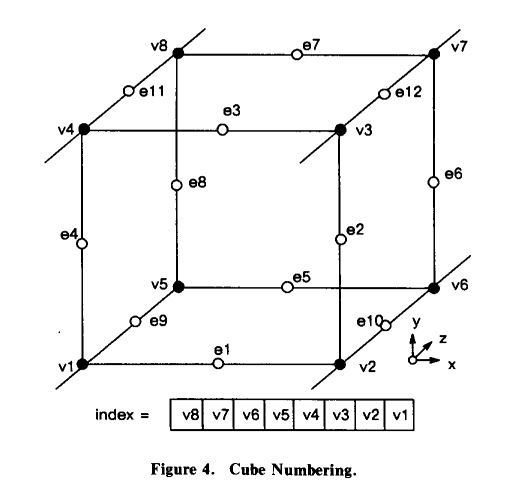 v8
e7
v7
e11
e12
v4
e3
v3
e8
e6
e4
e2
v5
e5
v6
e9
e10
y
z
x
v1
e1
v2
index = v8 v7 v6 v5 v4 v3 v2 v1
Figure 4. Cube Numbering.